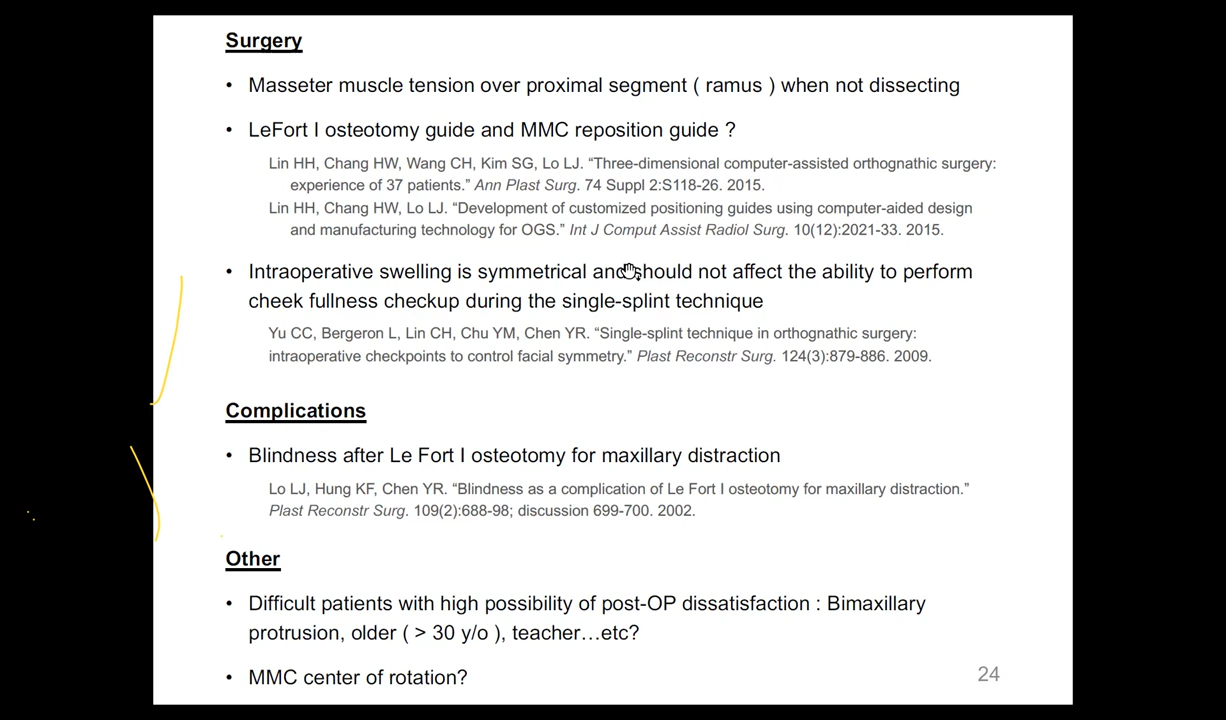 Surgery
• Masseter muscle tension over proximal segment ( ramus ) when not dissecting
• LeFort I osteotomy guide and MMC reposition guide ?
Lin HH, Chang HW, Wang CH, Kim SG, Lo LJ. “Three-dimensional computer-assisted orthognathic surgery:
experience of 37 patients.” Ann Plast Surg. 74 Suppl 2:S118-26. 2015.
Lin HH, Chang HW, Lo LJ. “Development of customized positioning guides using computer-aided design
and manufacturing technology for OGS.” Int J Comput Assist Radiol Surg. 10(12):2021-33. 2015.
• Intraoperative swelling is symmetrical and should not affect the ability to perform
cheek fullness checkup during the single-splint technique
Yu CC, Bergeron L, Lin CH, Chu YM, Chen YR. “Single-splint technique in orthognathic surgery:
intraoperative checkpoints to control facial symmetry.” Plast Reconstr Surg. 124(3):879-886. 2009.
Complications
• Blindness after Le Fort I osteotomy for maxillary distraction
Lo LJ, Hung KF, Chen YR. “Blindness as a complication of Le Fort I osteotomy for maxillary distraction.”
Plast Reconstr Surg. 109(2):688-98; discussion 699-700. 2002.
Other
• Difficult patients with high possibility of post-OP dissatisfaction : Bimaxillary
protrusion, older ( > 30 y/o ), teacher…etc?
• MMC center of rotation?
24